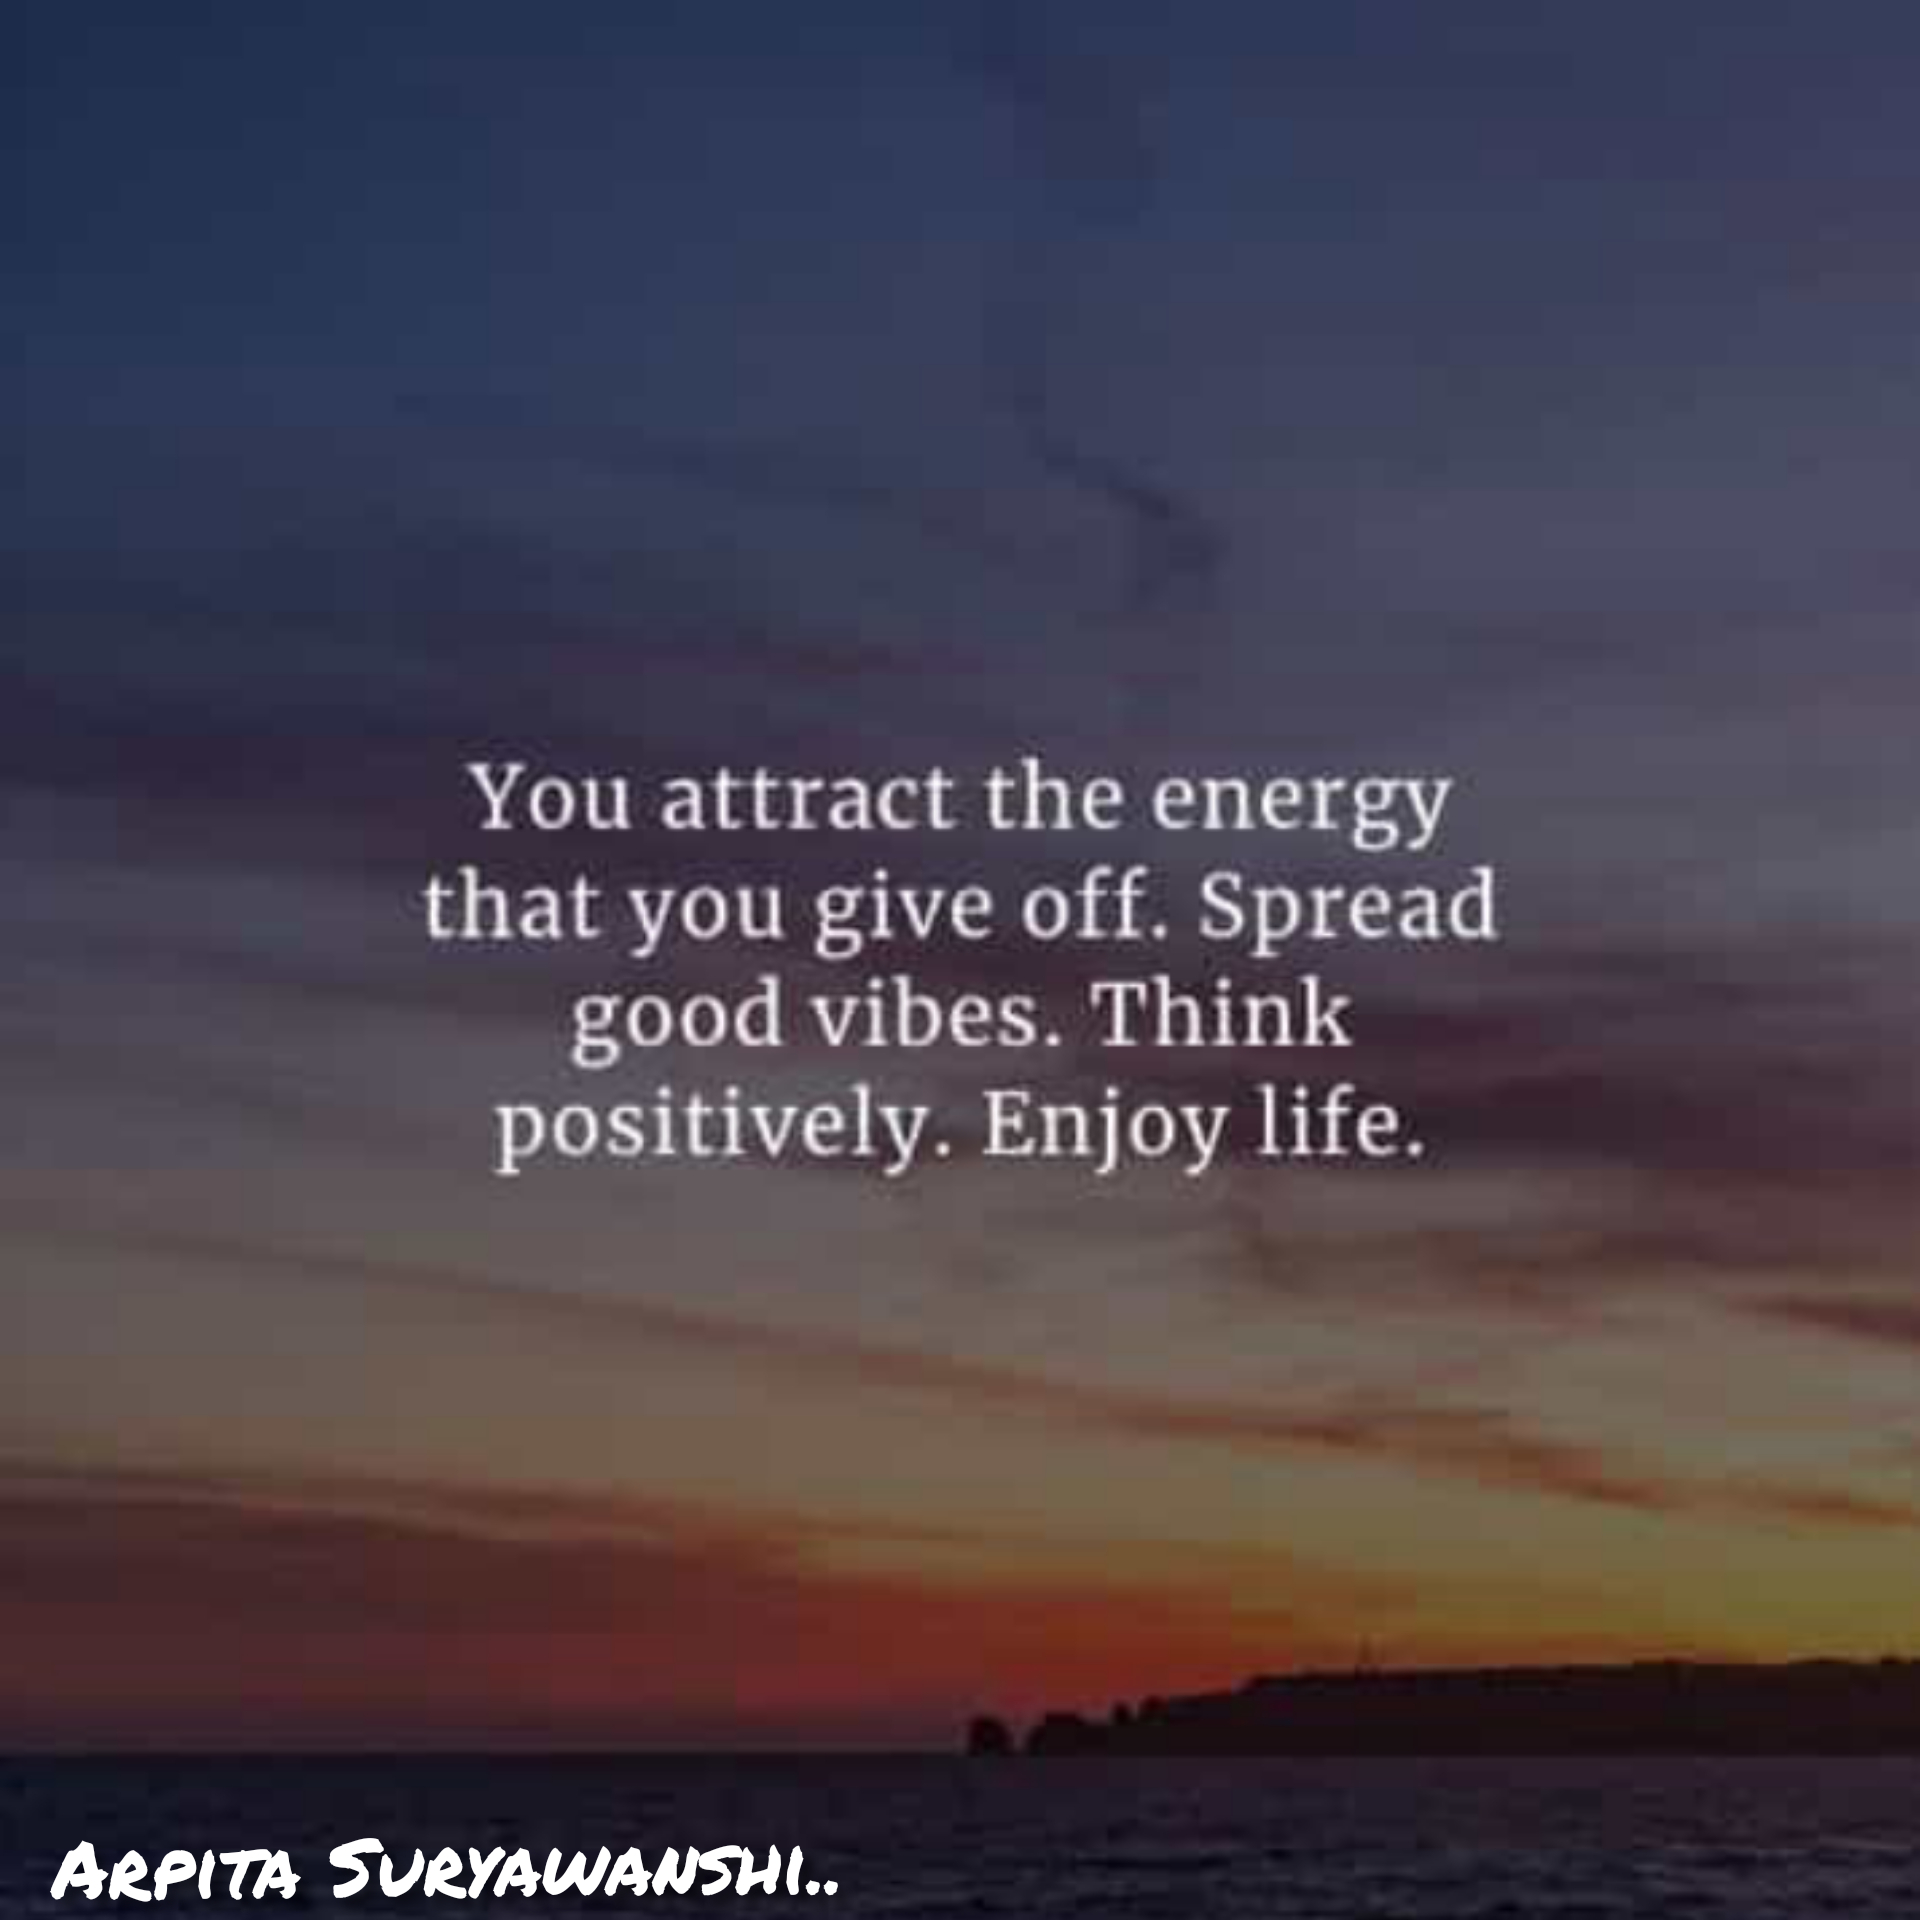 You attract the energy
that you give off. Spread
good vibes. Think
positively. Enjoy life.
Arpita Suryawanshi..